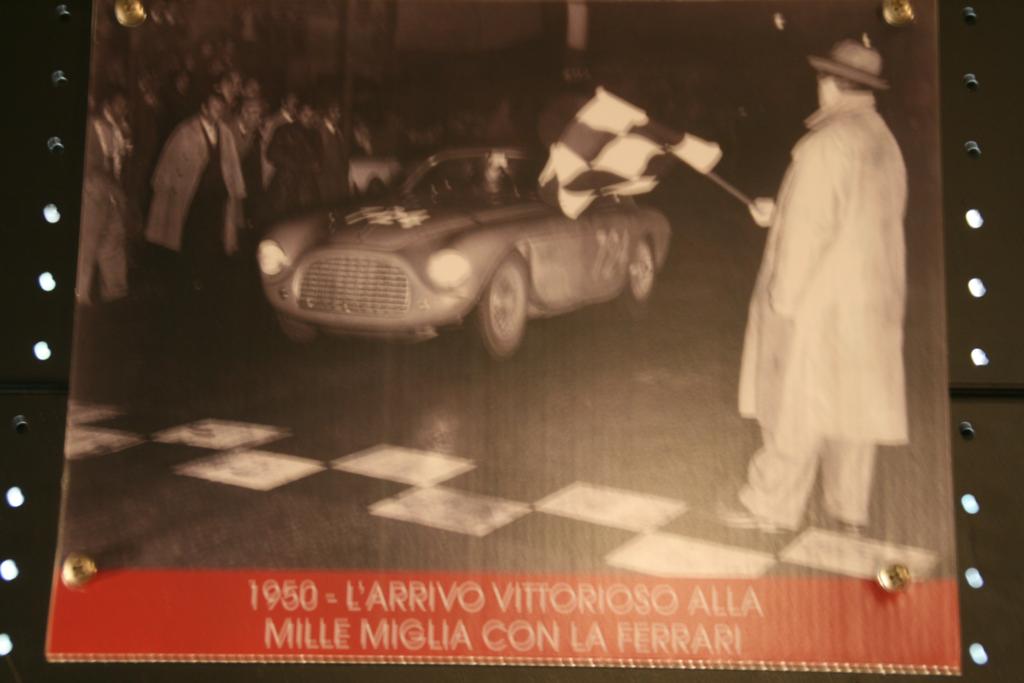 1950 - L'ARRIVO VITTORIOSO ALLA
MILLE MIGLIA CON LA FERRARI